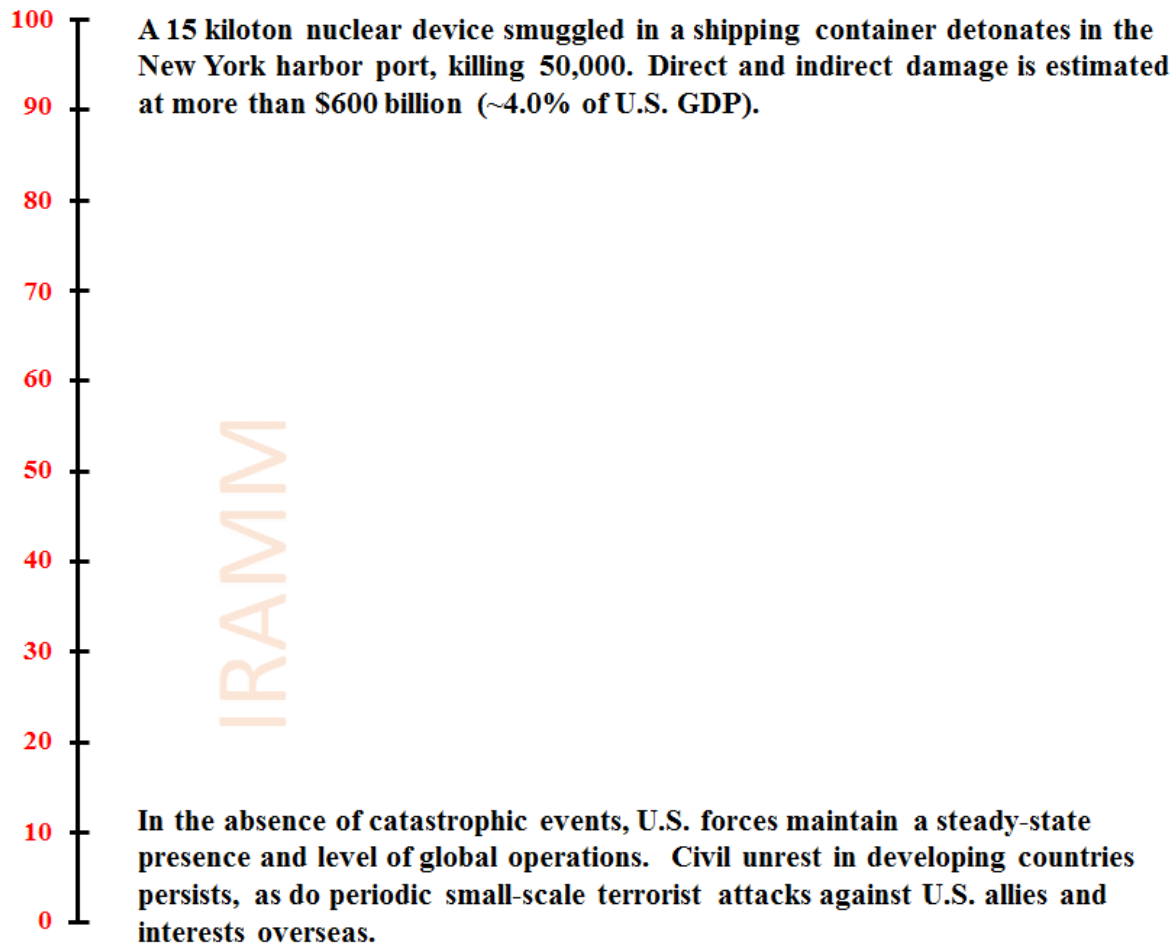 100
A 15 kiloton nuclear device smuggled in a shipping container detonates in the
New York harbor port, killing 50,000. Direct and indirect damage is estimated
at more than $600 billion (~4.0% of U.S. GDP).
90
80
70
60
50
40
30
20
IRAMM
In the absence of catastrophic events, U.S. forces maintain a steady-state
10
presence and level of global operations. Civil unrest in developing countries
persists, as do periodic small-scale terrorist attacks against U.S. allies and
0
interests overseas.